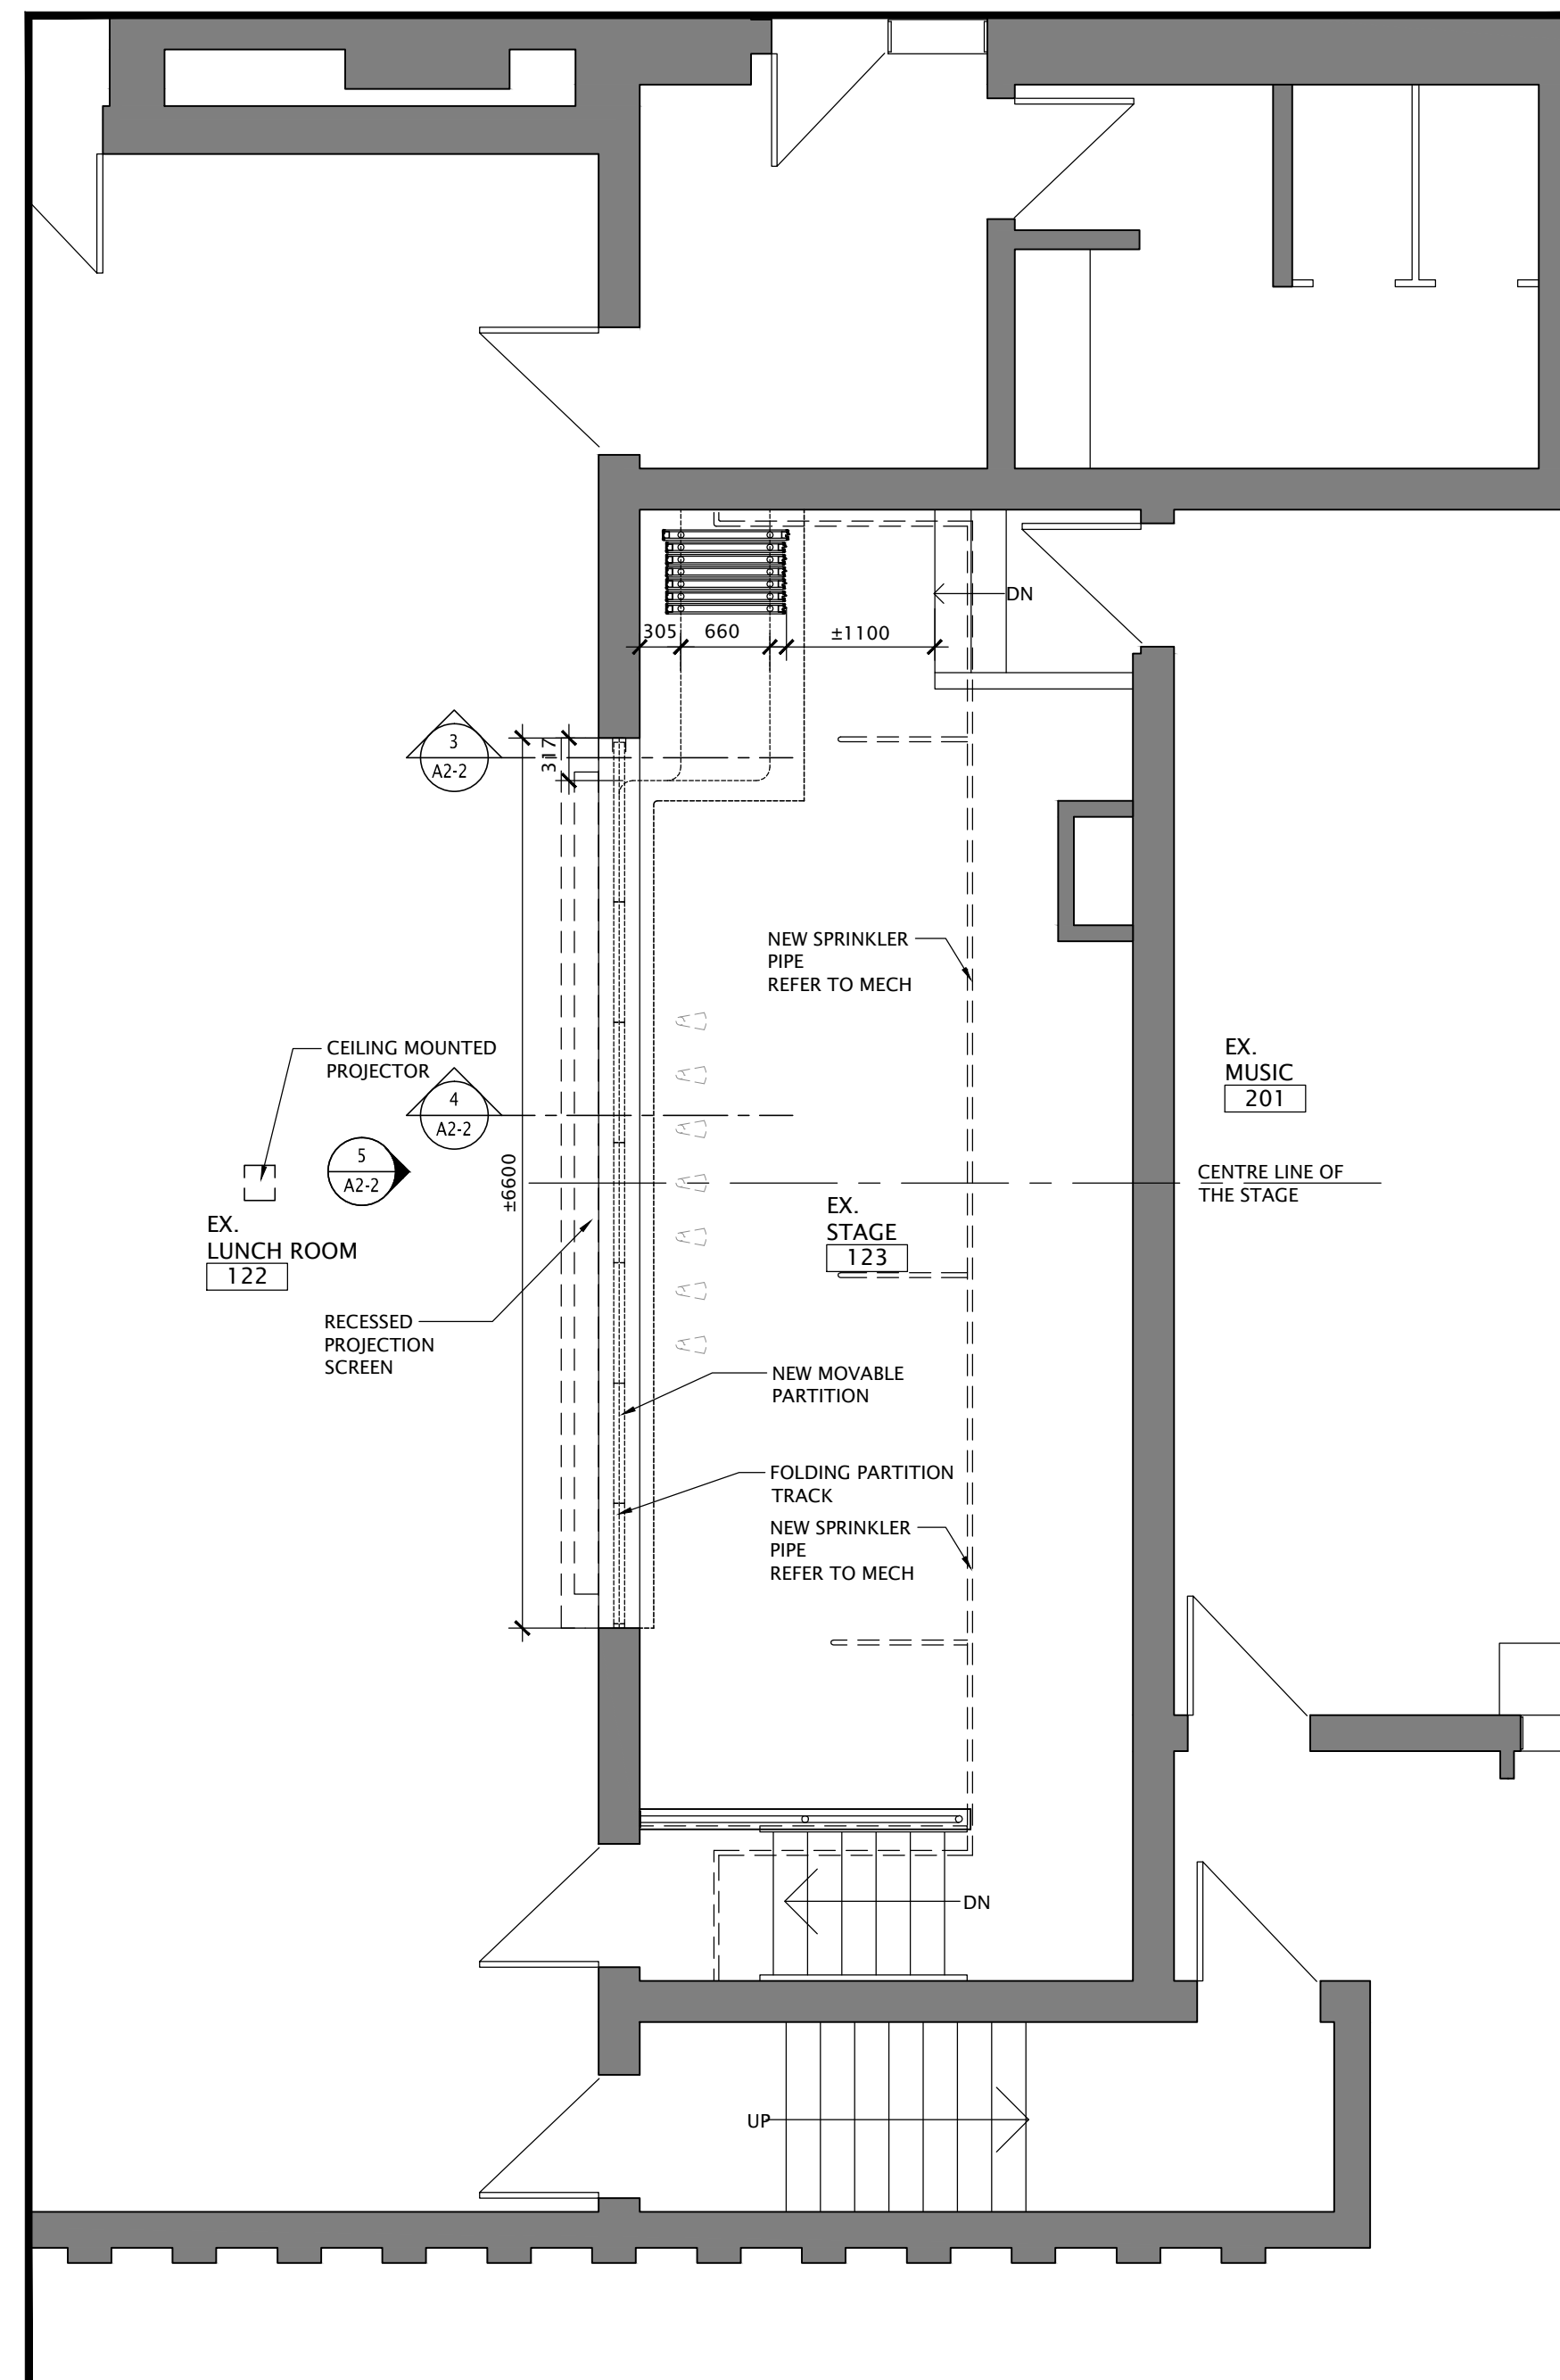 DN
305
660
±1100
3
A2-2
317
NEW SPRINKLER
PIPE
REFER TO MECH
CEILING MOUNTED
PROJECTOR
4
A2-2
EX.
MUSIC
201
5
A2-2
±6600
CENTRE LINE OF
THE STAGE
EX.
STAGE
123
EX.
LUNCH ROOM
122
RECESSED
PROJECTION
SCREEN
NEW MOVABLE
PARTITION
FOLDING PARTITION
TRACK
NEW SPRINKLER
PIPE
REFER TO MECH
DN
UP